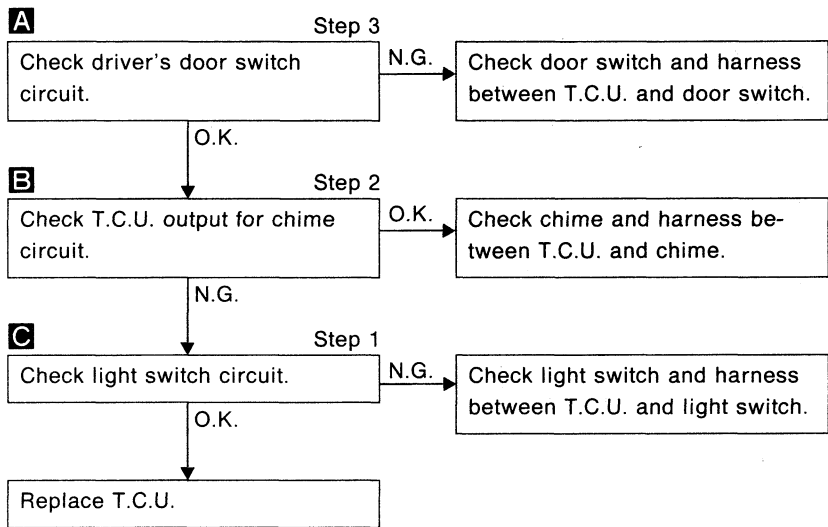 A Step 3
Check driver's door switch
circuit.
N.G.
Check door switch and harness
between T.C.U. and door switch.
O.K.
B Step 2
Check T.C.U. output for chime
circuit.
O.K.
Check chime and harness be-
tween T.C.U. and chime.
N.G.
C Step 1
Check light switch circuit.
N.G.
Check light switch and harness
between T.C.U. and light switch.
O.K.
Replace T.C.U.